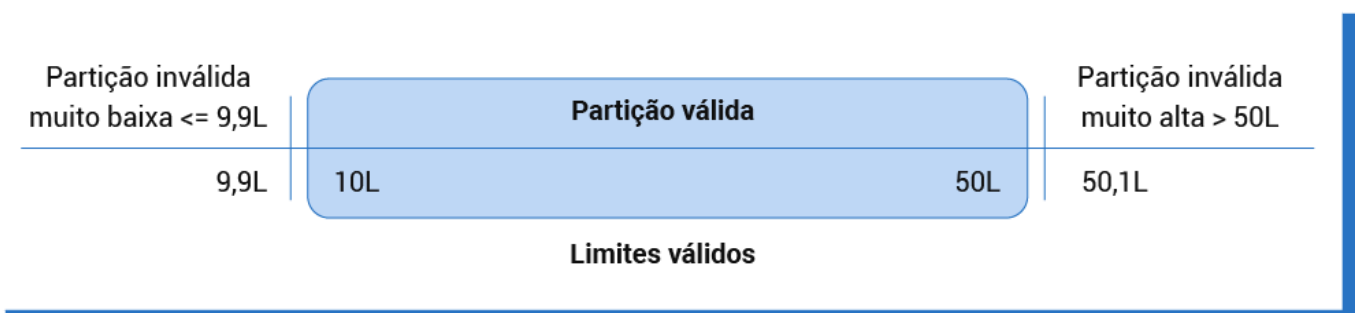 Partição inválida
muito baixa <= 9,9L
Partição válida
Partição inválida
muito alta > 50L
9,9L
10L
50L
50,1L
Limites válidos